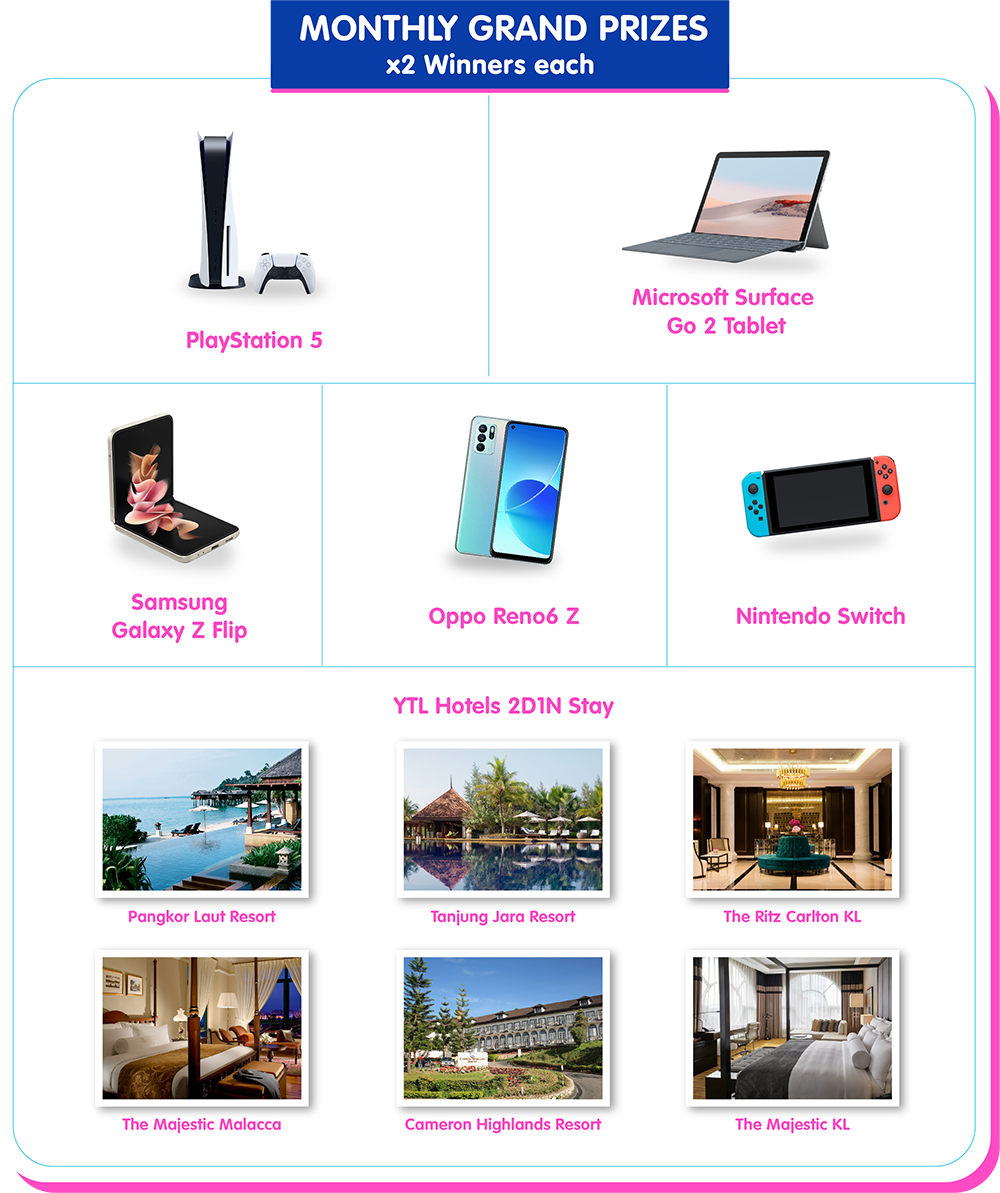 MONTHLY GRAND PRIZES
x2 Winners each
PlayStation 5
Microsoft Surface
Go 2 Tablet
Samsung
Galaxy Z Flip
Oppo Reno6 Z
Nintendo Switch
YTL Hotels 2D1N Stay
Pangkor Laut Resort
Tanjung Jara Resort
The Ritz Carlton KL
The Majestic Malacca
Cameron Highlands Resort
The Majestic KL